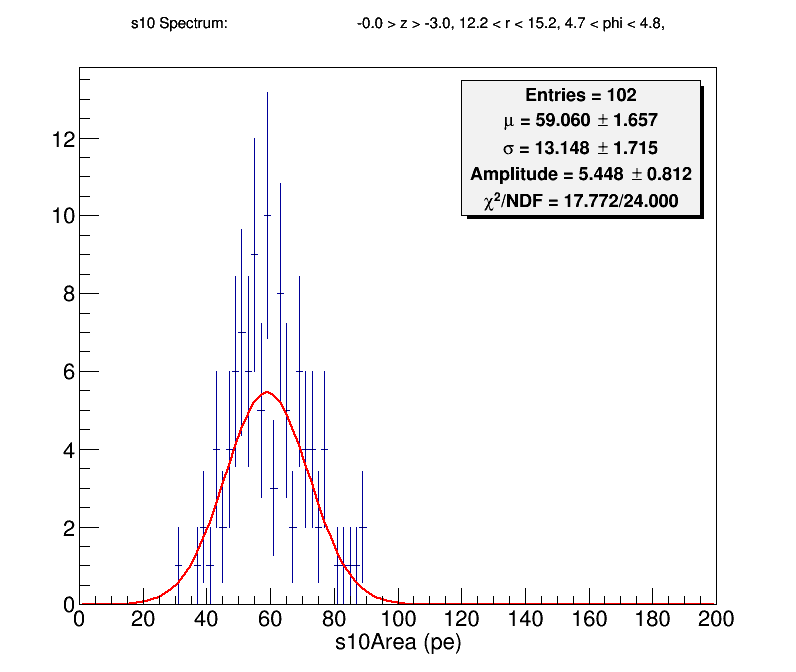 s10 Spectrum: -0.0 > z > -3.0, 12.2 < r < 15.2, 4.7 < phi < 4.8,
Entries = 102
μ = 59.060 ± 1.657
σ = 13.148 ± 1.715
Amplitude = 5.448 ± 0.812
χ²/NDF = 17.772/24.000
12
10
8
6
4
2
0
0 20 40 60 80 100 120 140 160 180 200
s10Area (pe)